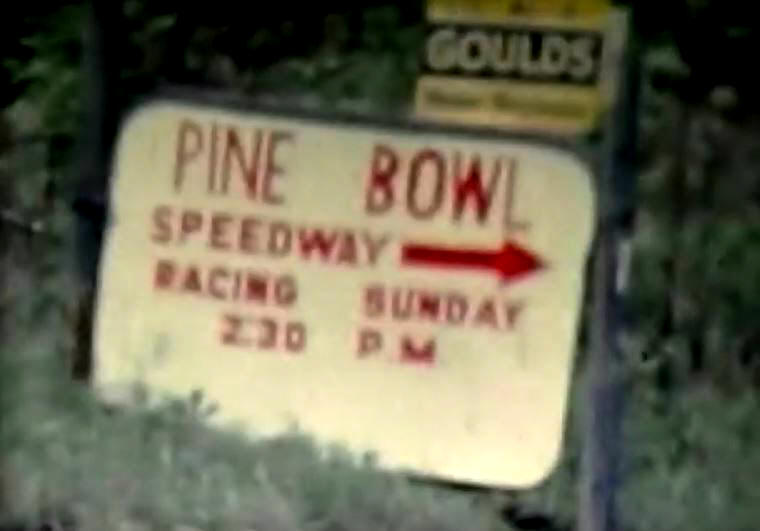 GOULDS
PINE BOWL
SPEEDWAY
RACING SUNDAY
2:30 P.M